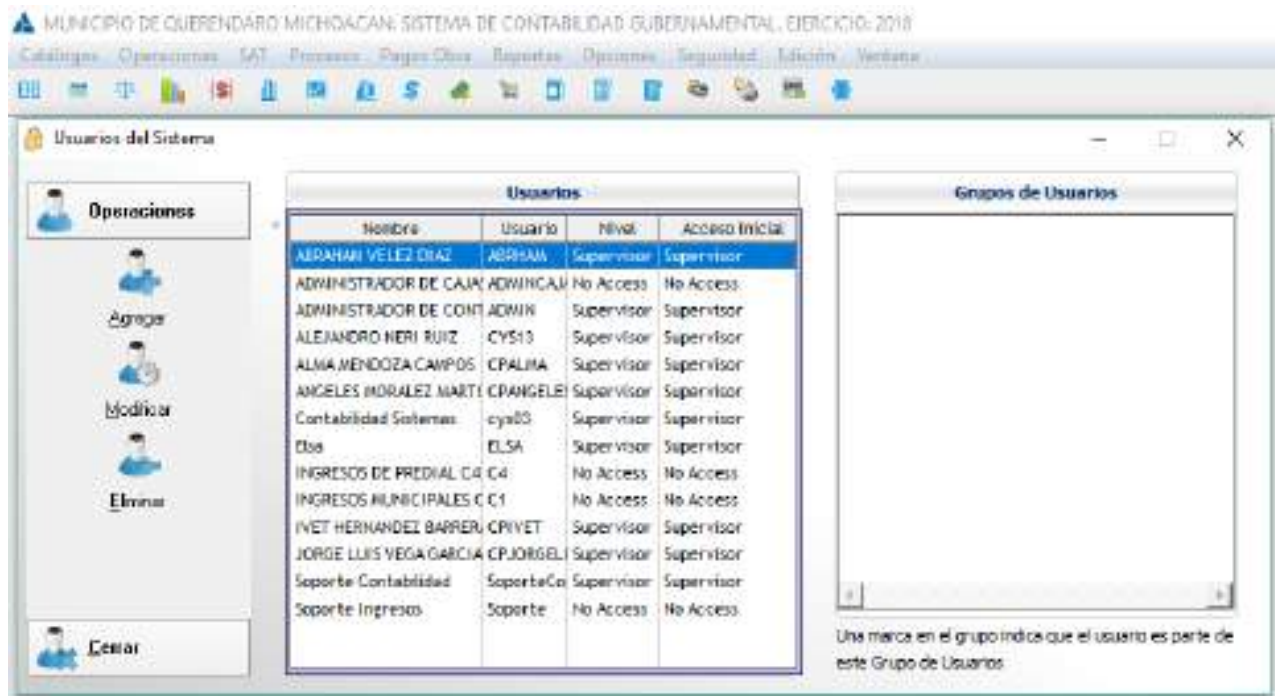 MUNICIPIO DE QUERENDARO MICHOACAN: SISTEMA DE CONTABILIDAD GUBERNAMENTAL, EJERCICIO: 2018
Catálogos Operaciones SAT Procesos Pagos Obra Reportes Opciones Seguridad Edición Ventana
Usuarios del Sistema
Operaciones
Agregar
Modificar
Eliminar
Cerrar
Usuarios
Nombre Usuario Nivel Acceso Inicial
ABRAHAN VELEZ DIAZ ABRHAM Supervisor Supervisor
ADMINISTRADOR DE CAJAS ADMINCAJ No Access No Access
ADMINISTRADOR DE CONT ADMIN Supervisor Supervisor
ALEJANDRO NERI RUIZ CYS13 Supervisor Supervisor
ALMA MENDOZA CAMPOS CPALMA Supervisor Supervisor
ANGELES MORALEZ MARTI CPANGELES Supervisor Supervisor
Contabilidad Sistemas cys03 Supervisor Supervisor
Elsa ELSA Supervisor Supervisor
INGRESOS DE PREDIAL C4 C4 No Access No Access
INGRESOS MUNICIPALES C C1 No Access No Access
IVET HERNANDEZ BARRERA CPIVET Supervisor Supervisor
JORGE LUIS VEGA GARCIA CPJORGEL Supervisor Supervisor
Soporte Contabilidad SoporteCo Supervisor Supervisor
Soporte Ingresos Soporte No Access No Access
Grupos de Usuarios
Una marca en el grupo indica que el usuario es parte de
este Grupo de Usuarios